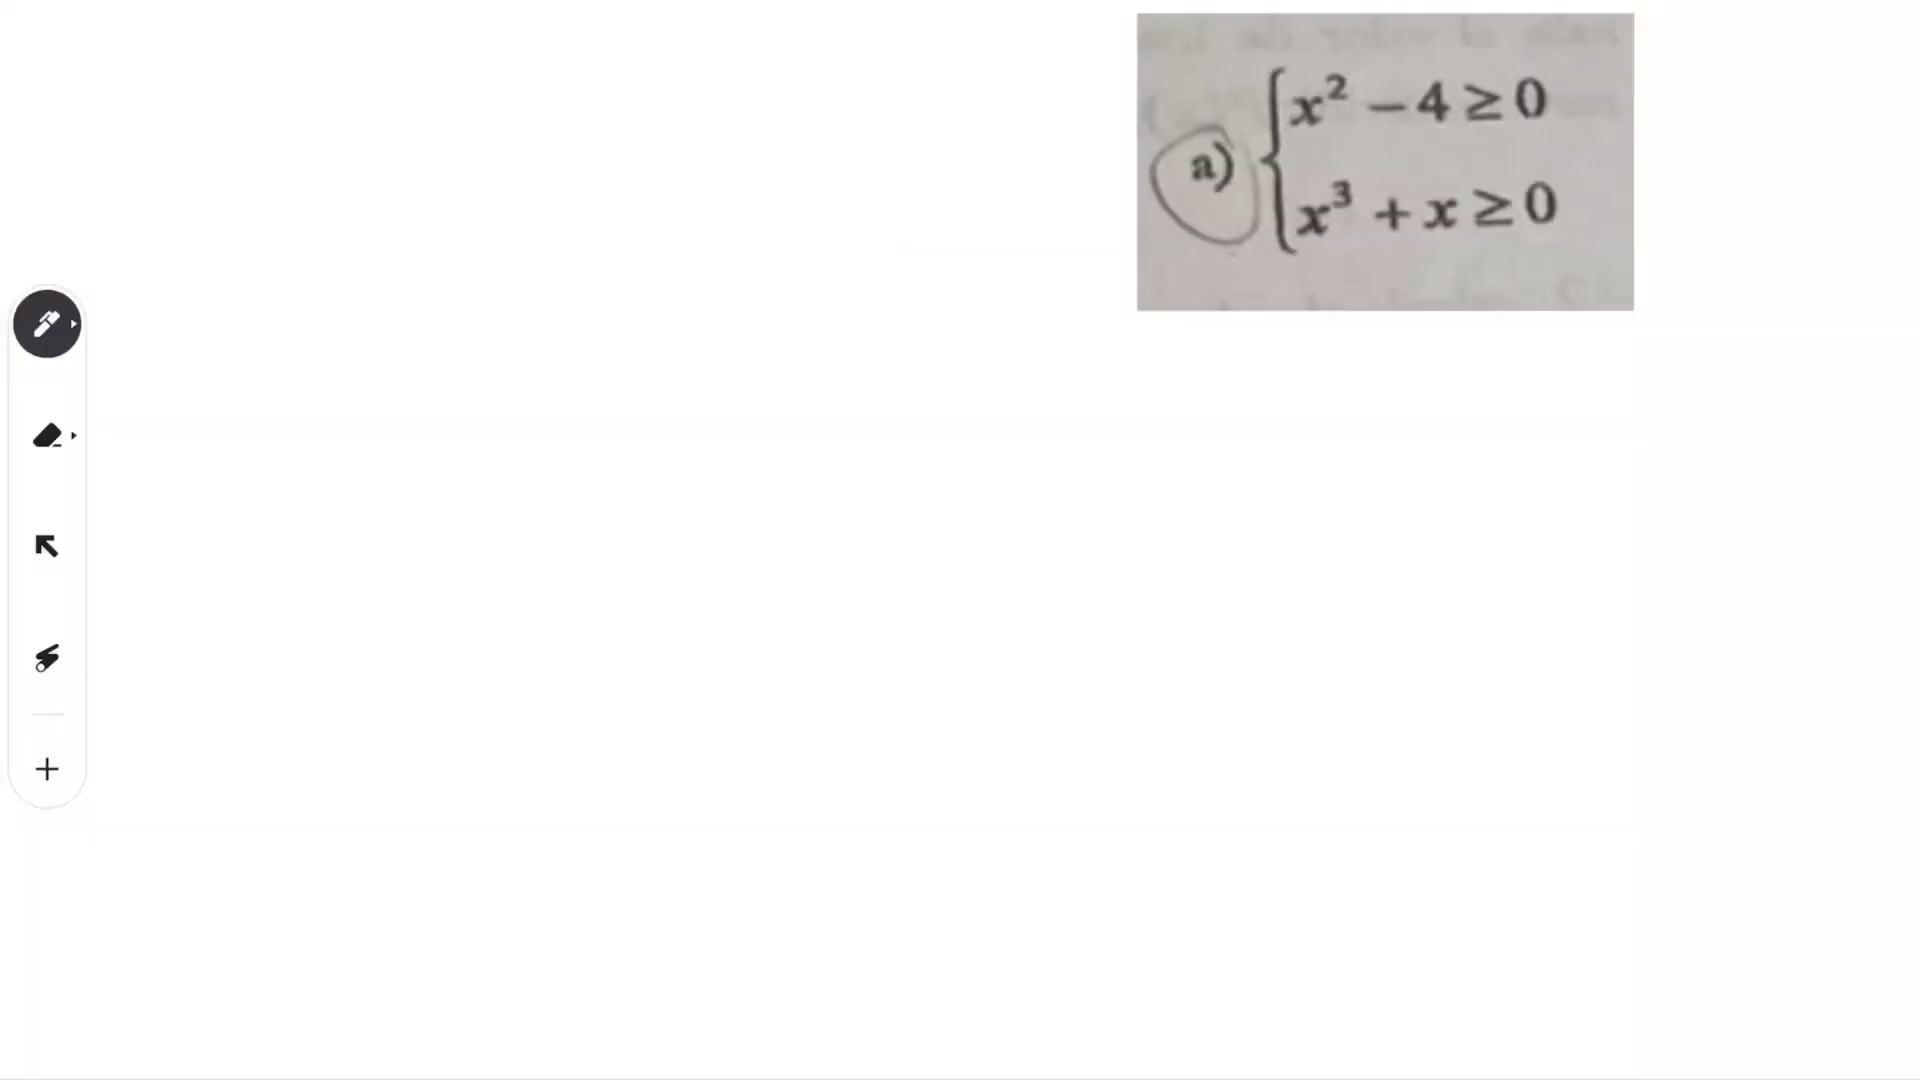 x² − 4 ≥ 0
a)
x³ + x ≥ 0